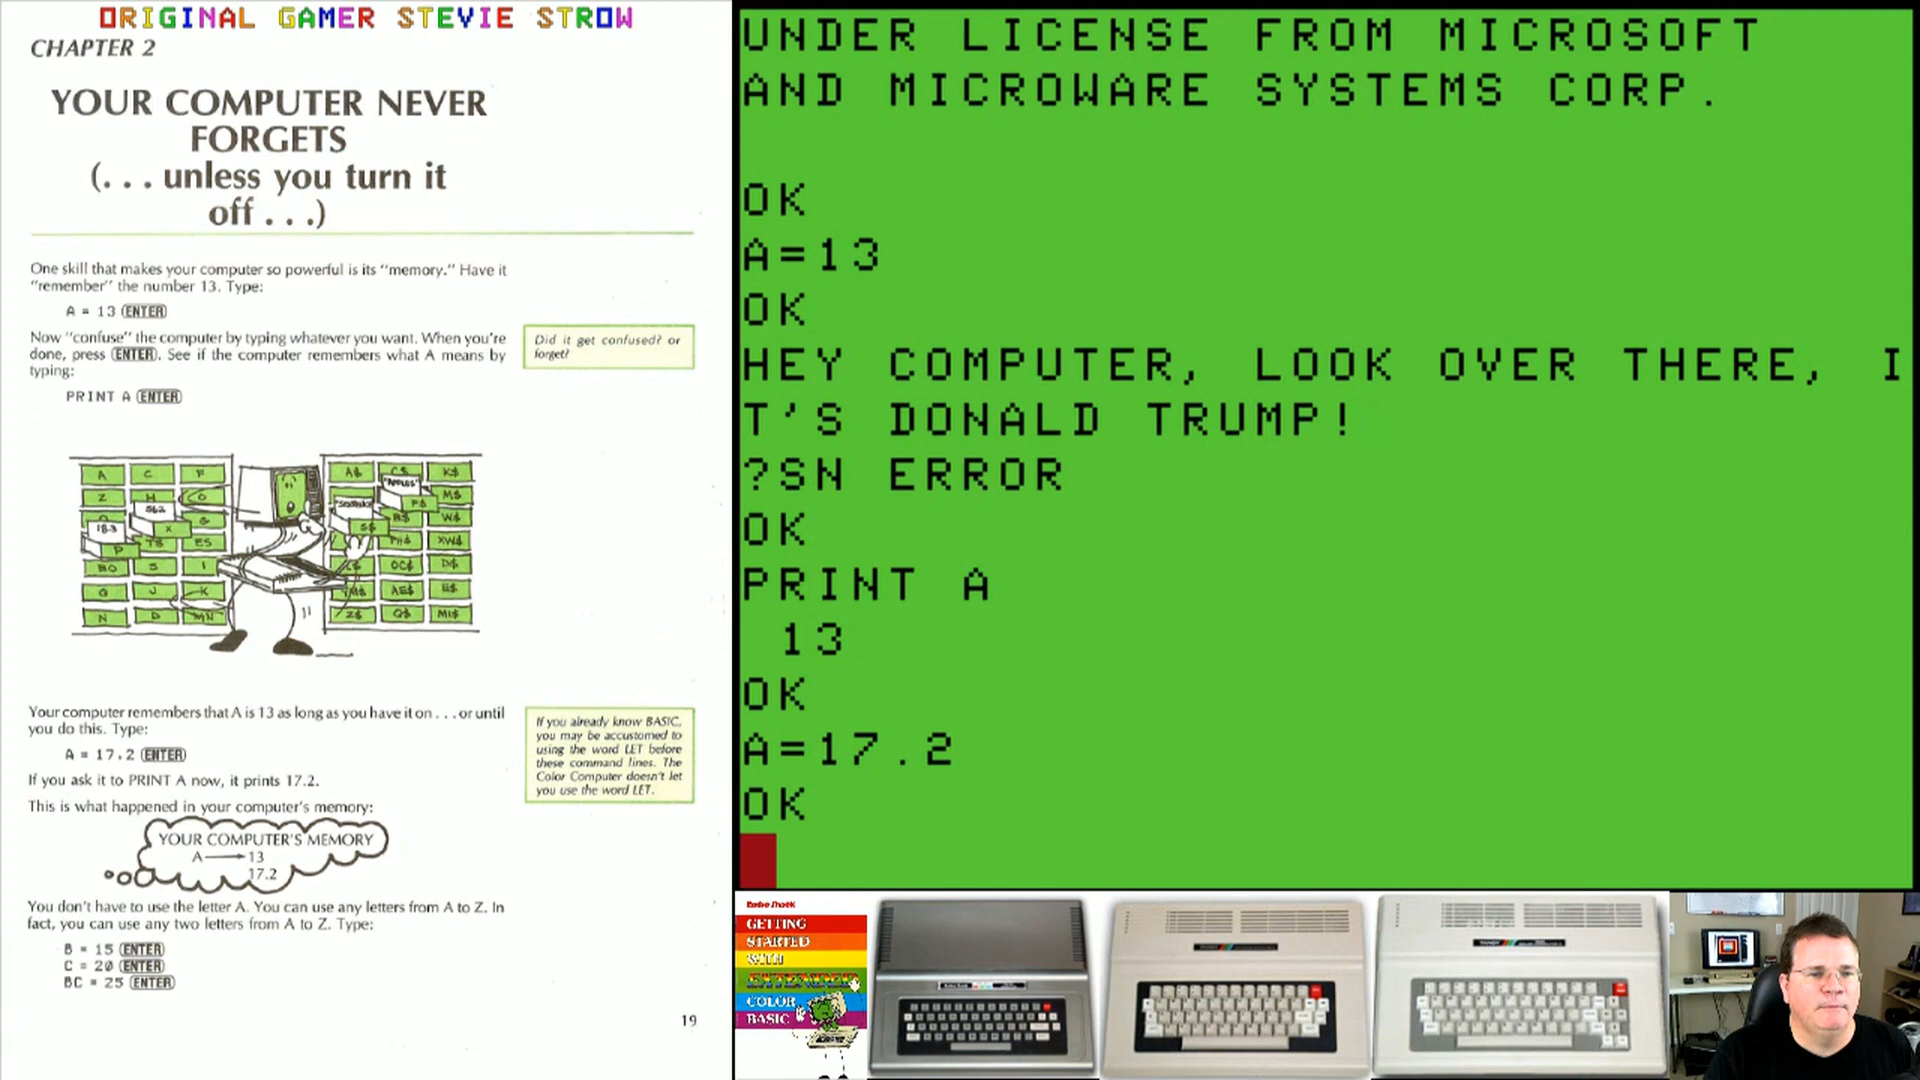 ORIGINAL GAMER STEVIE STROW
CHAPTER 2
YOUR COMPUTER NEVER
FORGETS
(. . . unless you turn it
off . . .)
One skill that makes your computer so powerful is its "memory." Have it
"remember" the number 13. Type:
A = 13 ENTER
Now "confuse" the computer by typing whatever you want. When you're
done, press ENTER. See if the computer remembers what A means by
typing:
PRINT A ENTER
Did it get confused? or
forget?
Your computer remembers that A is 13 as long as you have it on . . . or until
you do this. Type:
A = 17.2 ENTER
If you ask it to PRINT A now, it prints 17.2.
This is what happened in your computer's memory:
YOUR COMPUTER'S MEMORY
A 13
17.2
If you already know BASIC,
you may be accustomed to
using the word LET before
these command lines. The
Color Computer doesn't let
you use the word LET.
You don't have to use the letter A. You can use any letters from A to Z. In
fact, you can use any two letters from A to Z. Type:
B = 15 ENTER
C = 20 ENTER
BC = 25 ENTER
19
UNDER LICENSE FROM MICROSOFT
AND MICROWARE SYSTEMS CORP.
OK
A=13
OK
HEY COMPUTER, LOOK OVER THERE, I
T'S DONALD TRUMP!
?SN ERROR
OK
PRINT A
13
OK
A=17.2
OK
Radio Shack
GETTING
STARTED
WITH
EXTENDED
COLOR
BASIC